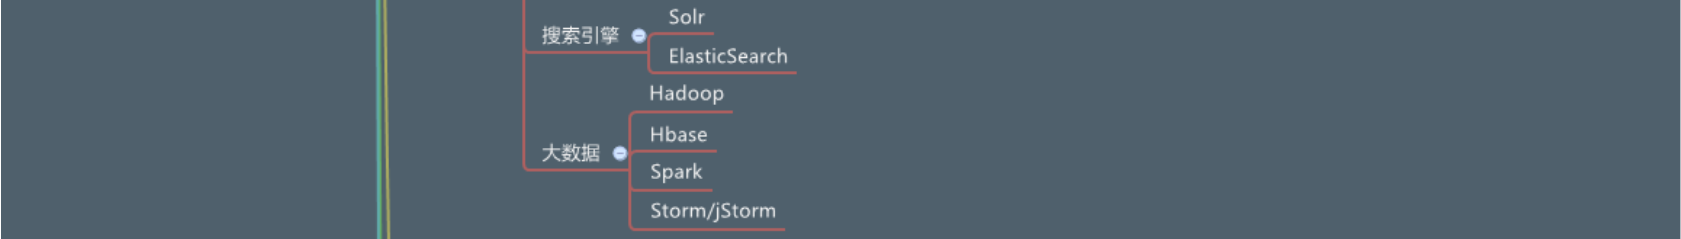 搜索引擎
Solr
ElasticSearch
大数据
Hadoop
Hbase
Spark
Storm/jStorm